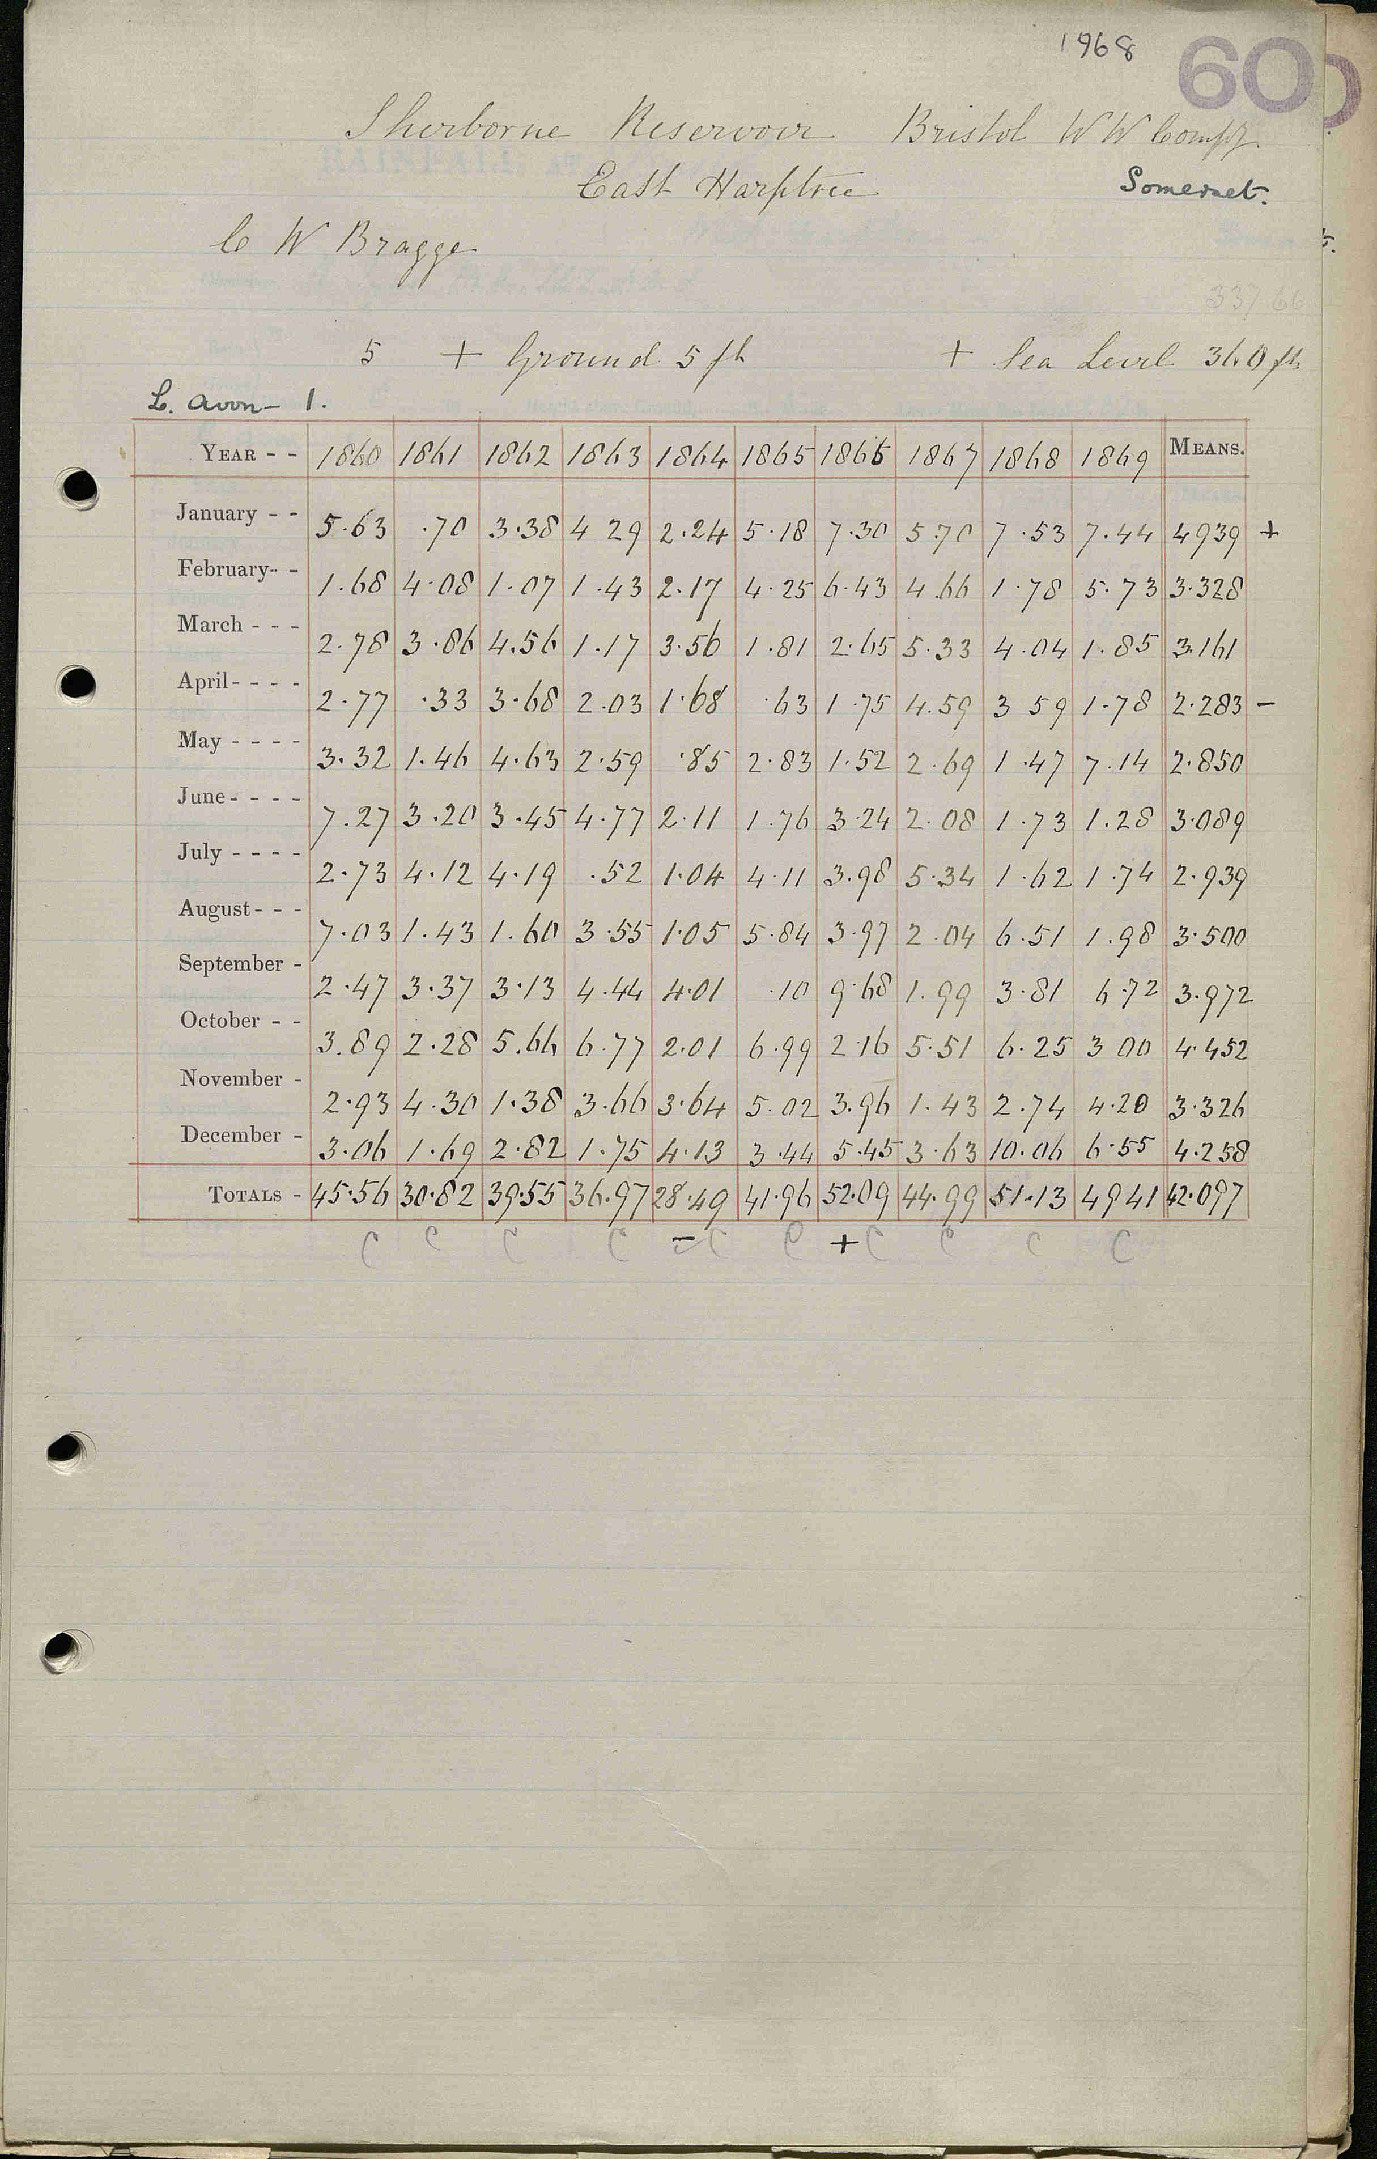 1968 600
Sherborne Reservoir Bristol W W Compy
East Harptree Somerset.
C W Bragge
33766
5 + Ground 5 ft + Sea Level 360 ft
L. Avon- 1.
YEAR - - 1860 1861 1862 1863 1864 1865 1866 1867 1868 1869 MEANS.
January - - 5.63 .70 3.38 4 29 2.24 5.18 7.30 5.70 7.53 7.44 4939 +
February- - 1.68 4.08 1.07 1.43 2.17 4.25 6.43 4.66 1.78 5.73 3.328
March - - - 2.78 3.86 4.56 1.17 3.56 1.81 2.65 5.33 4.04 1.85 3.161
April - - - - 2.77 .33 3.68 2.03 1.68 .63 1.75 4.59 3 59 1.78 2.283 -
May - - - - 3.32 1.46 4.63 2.59 .85 2.83 1.52 2.69 1.47 7.14 2.850
June - - - - 7.27 3.20 3.45 4.77 2.11 1.76 3.24 2.08 1.73 1.28 3.089
July - - - - 2.73 4.12 4.19 .52 1.04 4.11 3.98 5.34 1.62 1.74 2.939
August - - - 7.03 1.43 1.60 3.55 1.05 5.84 3.97 2.04 6.51 1.98 3.500
September - 2.47 3.37 3.13 4.44 4.01 .10 9.68 1.99 3.81 6.72 3.972
October - - 3.89 2.28 5.66 6.77 2.01 6.99 2.16 5.51 6.25 3 00 4.452
November - 2.93 4.30 1.38 3.66 3.64 5.02 3.96 1.43 2.74 4.20 3.326
December - 3.06 1.69 2.82 1.75 4.13 3.44 5.45 3.63 10.06 6.55 4.258
TOTALS - 45.56 30.82 39.55 36.97 28.49 41.96 52.09 44.99 51.13 4941 42.097
C C C C - C C + C C C C